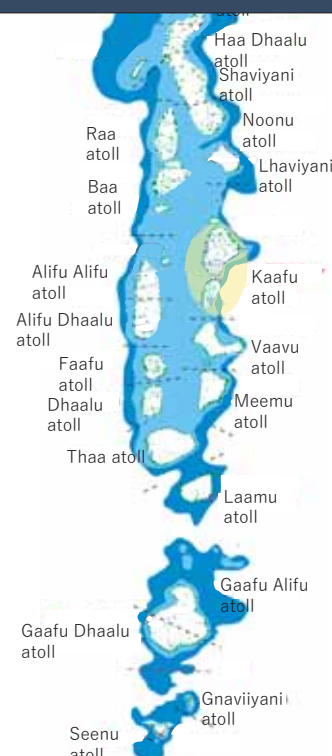 atoll
Haa Dhaalu
atoll
Shaviyani
atoll
Noonu
atoll
Raa
atoll
Lhaviyani
atoll
Baa
atoll
Alifu Alifu
atoll
Kaafu
atoll
Alifu Dhaalu
atoll
Vaavu
atoll
Faafu
atoll
Dhaalu
atoll
Meemu
atoll
Thaa atoll
Laamu
atoll
Gaafu Alifu
atoll
Gaafu Dhaalu
atoll
Gnaviiyani
atoll
Seenu
atoll